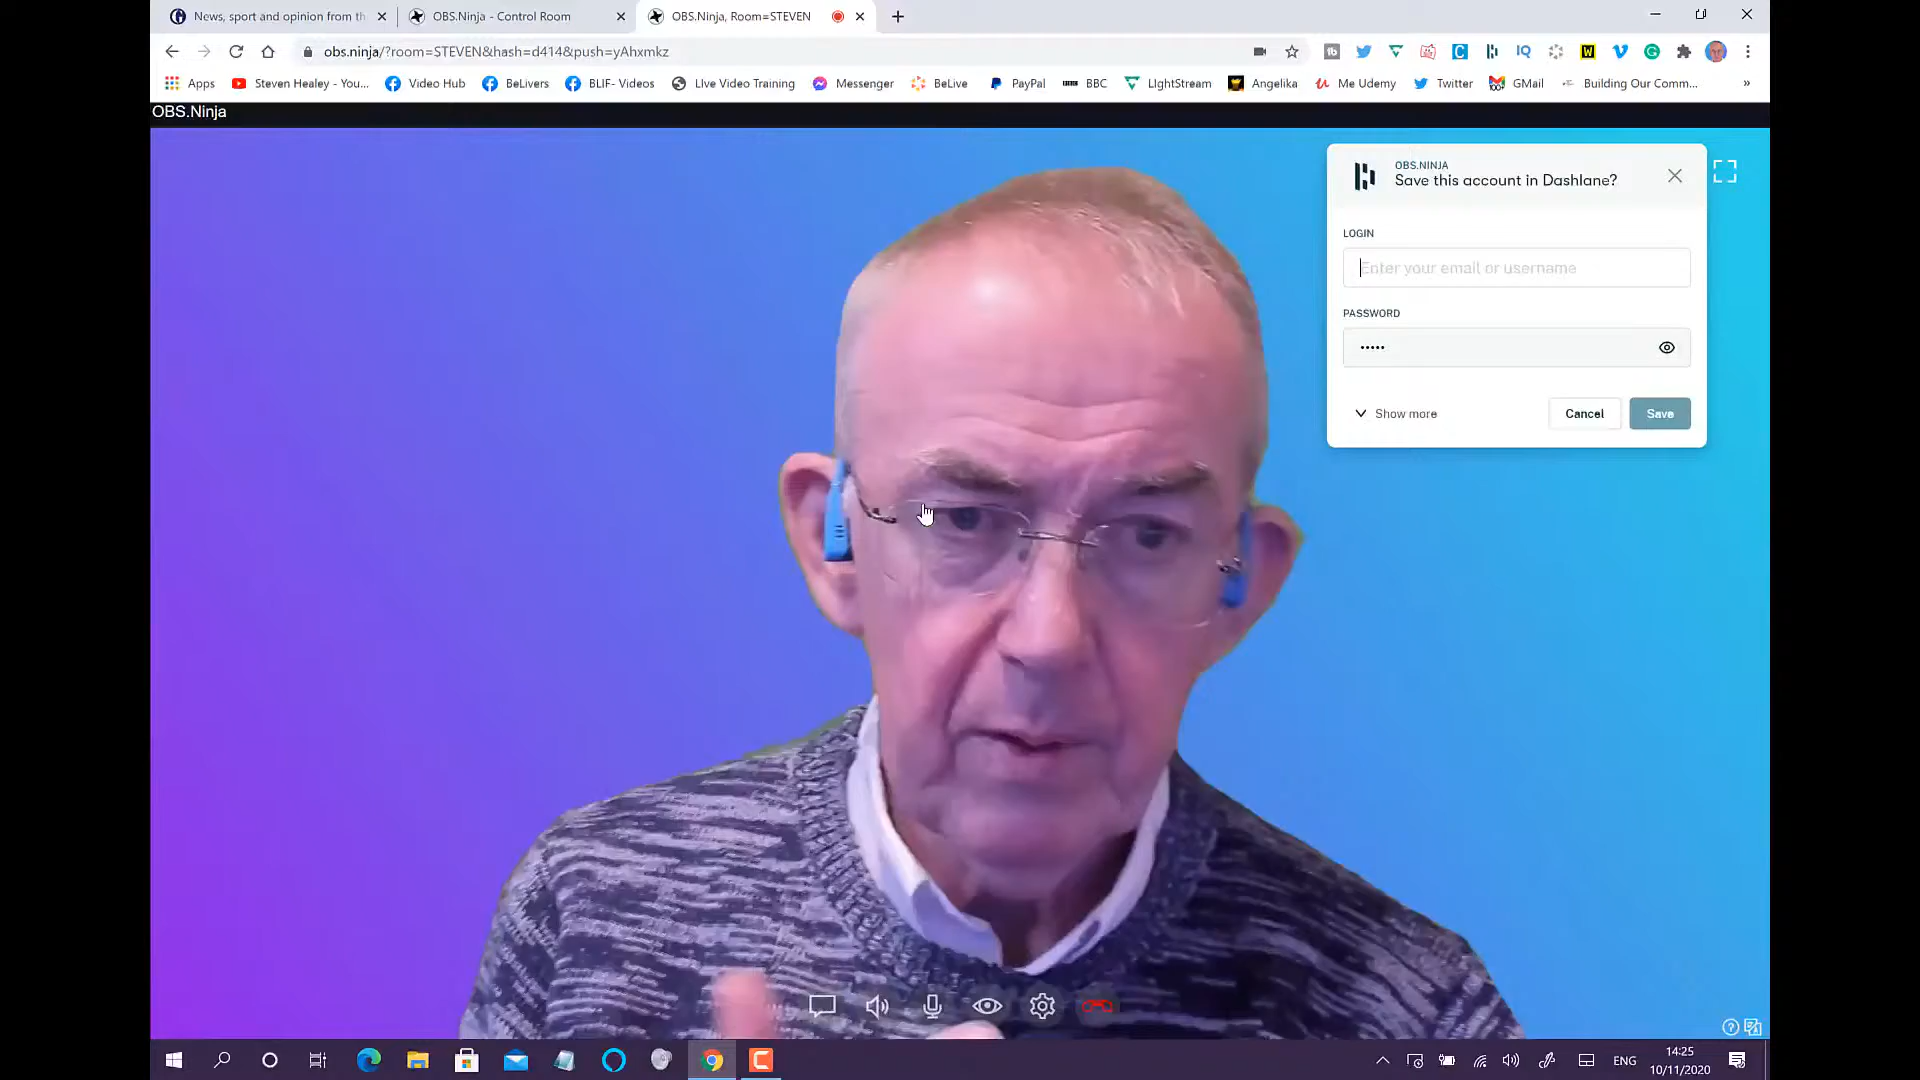 News, sport and opinion from th
OBS.Ninja - Control Room
OBS.Ninja, Room=STEVEN
obs.ninja/?room=STEVEN&hash=d414&push=yAhxmkz
Apps
Steven Healey - You...
Video Hub
BeLivers
BLIF- Videos
LIve Video Training
Messenger
BeLive
PayPal
BBC
LIghtStream
Angelika
Me Udemy
Twitter
GMail
Building Our Comm...
»
OBS.Ninja
OBS.NINJA
Save this account in Dashlane?
LOGIN
Enter your email or username
PASSWORD
•••••
Show more
Cancel
Save
ENG
14:25
10/11/2020